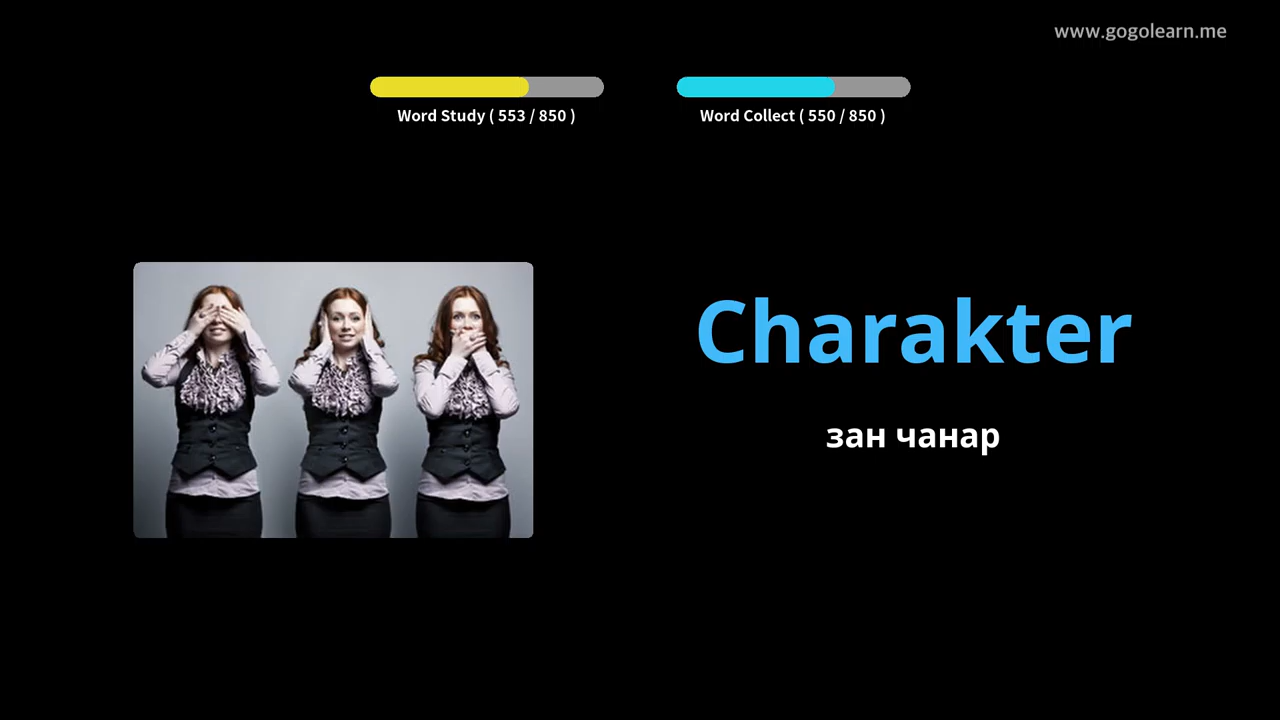 www.gogolearn.me
Word Study ( 553 / 850 )
Word Collect ( 550 / 850 )
Charakter
зан чанар